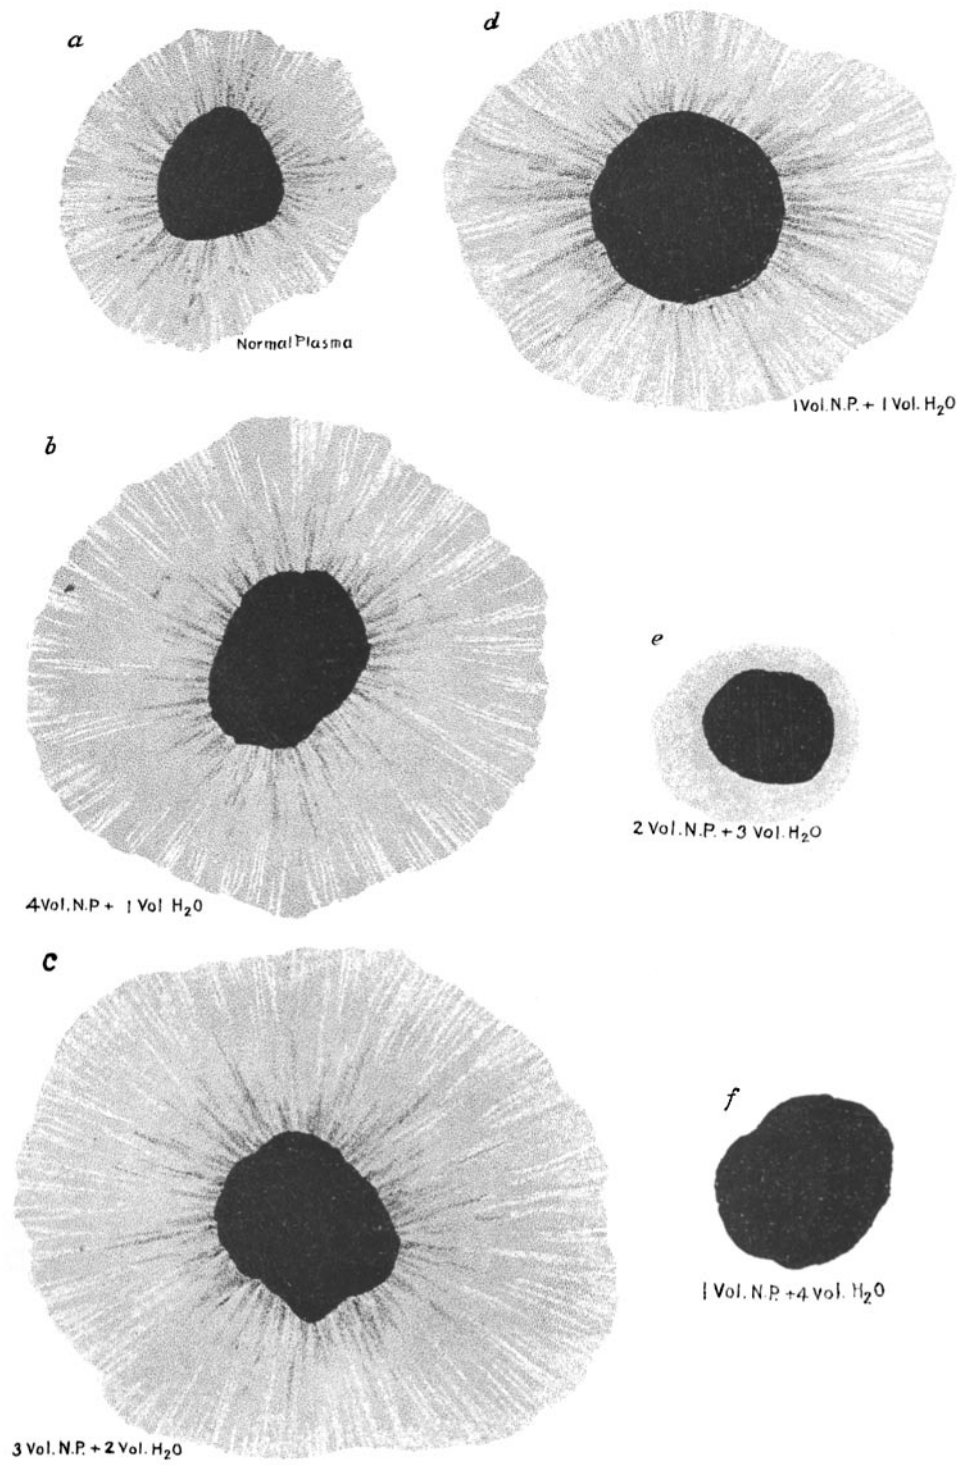 a
Normal Plasma
d
1 Vol. N.P. + 1 Vol. H₂O
b
4 Vol. N.P + 1 Vol H₂O
e
2 Vol. N.P. + 3 Vol. H₂O
c
3 Vol. N.P. + 2 Vol. H₂O
f
1 Vol. N.P. + 4 Vol. H₂O